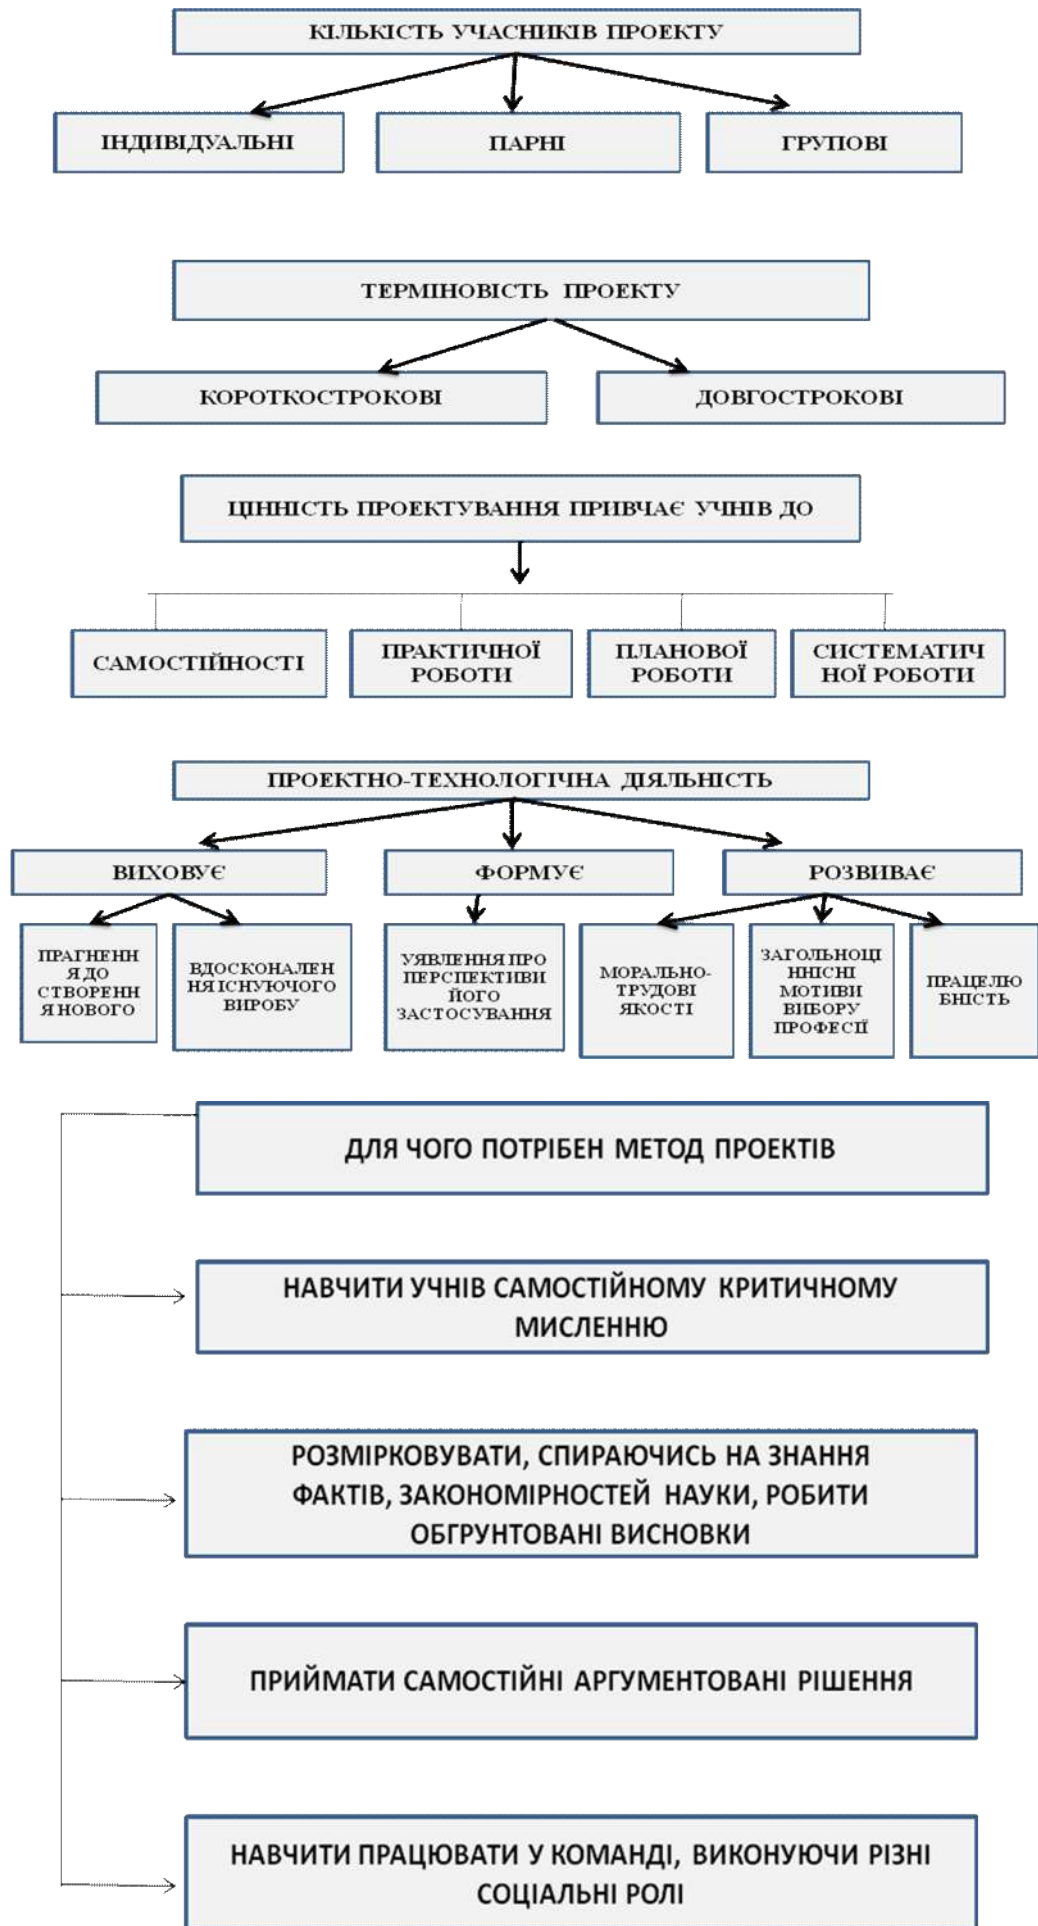 КІЛЬКІСТЬ УЧАСНИКІВ ПРОЕКТУ
ІНДИВІДУАЛЬНІ
ПАРНІ
ГРУПОВІ
ТЕРМІНОВІСТЬ ПРОЕКТУ
КОРОТКОСТРОКОВІ
ДОВГОСТРОКОВІ
ЦІННІСТЬ ПРОЕКТУВАННЯ ПРИВЧАЄ УЧНІВ ДО
САМОСТІЙНОСТІ
ПРАКТИЧНОЇ
РОБОТИ
ПЛАНОВОЇ
РОБОТИ
СИСТЕМАТИЧ
НОЇ РОБОТИ
ПРОЕКТНО-ТЕХНОЛОГІЧНА ДІЯЛЬНІСТЬ
ВИХОВУЄ
ФОРМУЄ
РОЗВИВАЄ
ПРАГНЕНН
Я ДО
СТВОРЕНН
Я НОВОГО
ВДОСКОНАЛЕН
НЯ ІСНУЮЧОГО
ВИРОБУ
УЯВЛЕННЯ ПРО
ПЕРСПЕКТИВИ
ЙОГО
ЗАСТОСУВАННЯ
МОРАЛЬНО-
ТРУДОВІ
ЯКОСТІ
ЗАГОЛЬНОЦІ
ННІСНІ
МОТИВИ
ВИБОРУ
ПРОФЕСІЇ
ПРАЦЕЛЮ
БНІСТЬ
ДЛЯ ЧОГО ПОТРІБЕН МЕТОД ПРОЕКТІВ
НАВЧИТИ УЧНІВ САМОСТІЙНОМУ КРИТИЧНОМУ
МИСЛЕННЮ
РОЗМІРКОВУВАТИ, СПИРАЮЧИСЬ НА ЗНАННЯ
ФАКТІВ, ЗАКОНОМІРНОСТЕЙ НАУКИ, РОБИТИ
ОБГРУНТОВАНІ ВИСНОВКИ
ПРИЙМАТИ САМОСТІЙНІ АРГУМЕНТОВАНІ РІШЕННЯ
НАВЧИТИ ПРАЦЮВАТИ У КОМАНДІ, ВИКОНУЮЧИ РІЗНІ
СОЦІАЛЬНІ РОЛІ